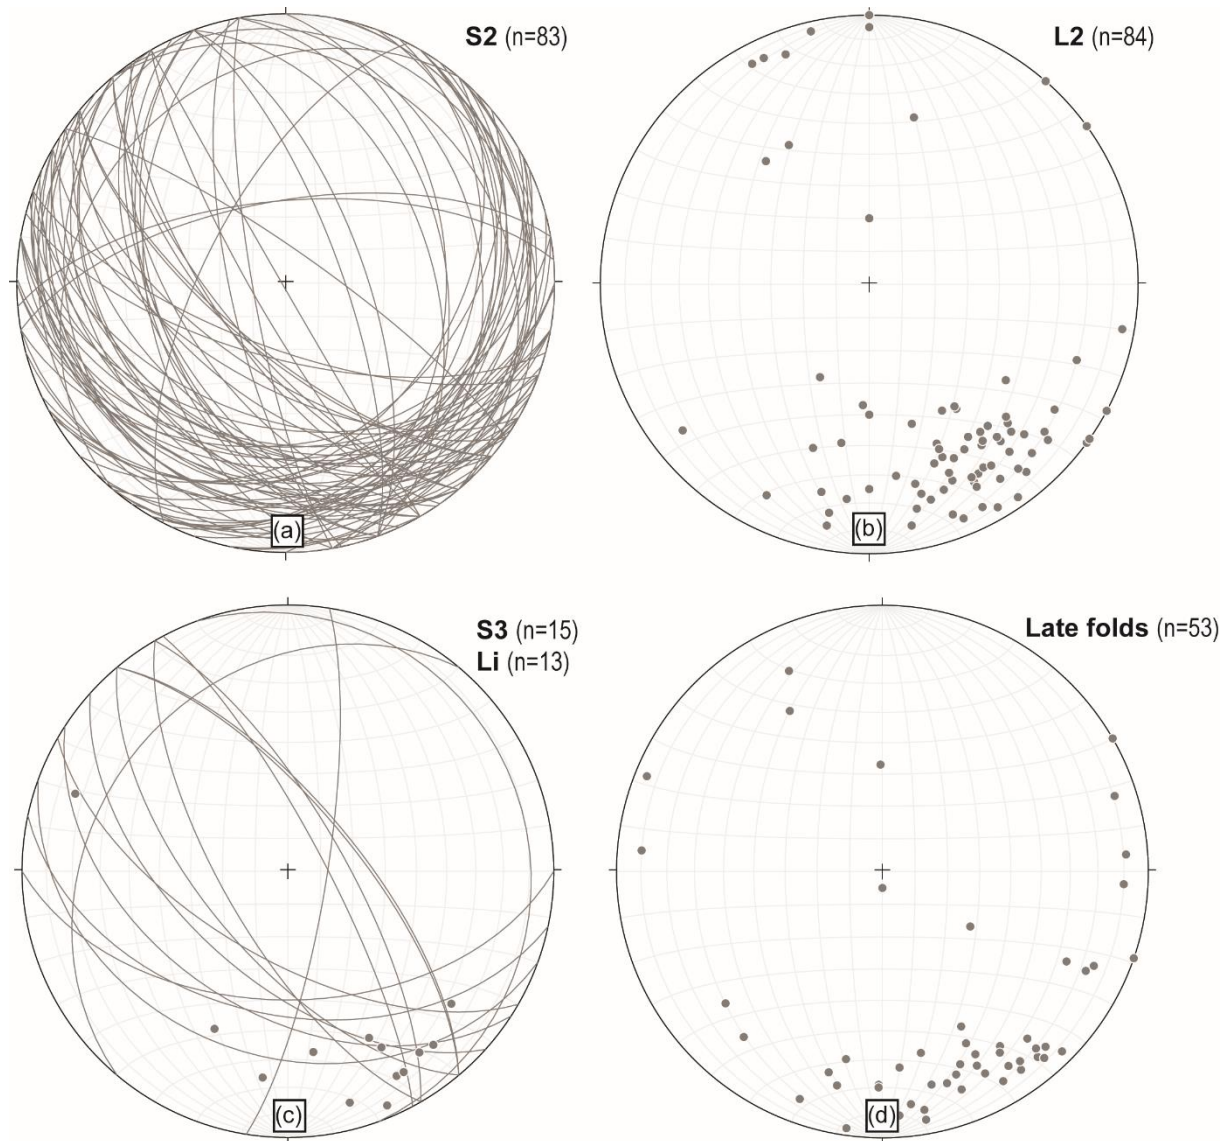 S2 (n=83)
L2 (n=84)
(a)
(b)
S3 (n=15)
Li (n=13)
Late folds (n=53)
(c)
(d)